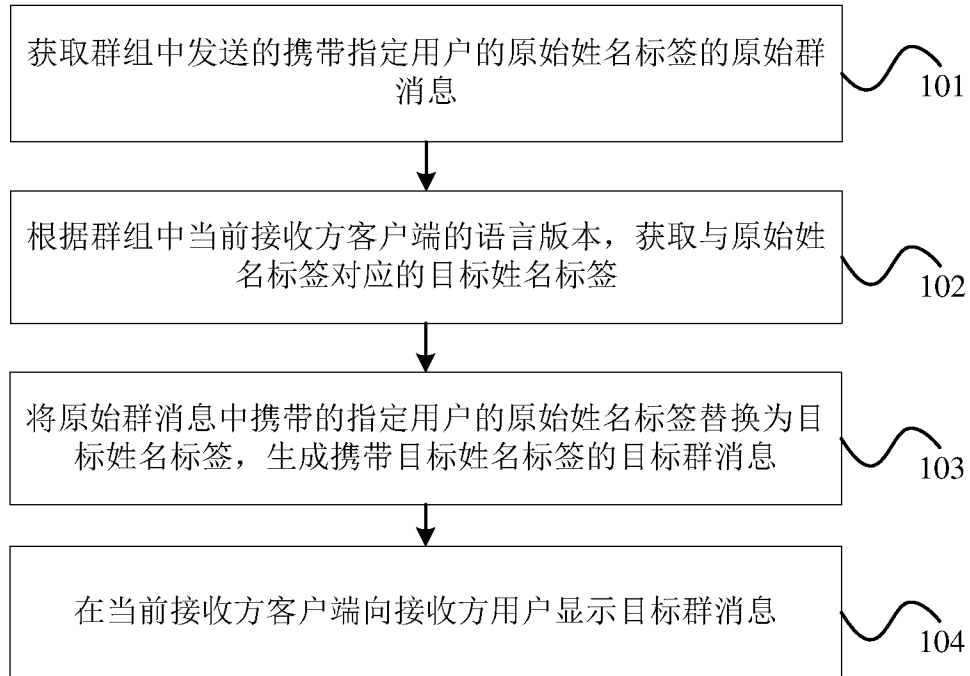 获取群组中发送的携带指定用户的原始姓名标签的原始群
消息
101
根据群组中当前接收方客户端的语言版本，获取与原始姓
名标签对应的目标姓名标签
102
将原始群消息中携带的指定用户的原始姓名标签替换为目
标姓名标签，生成携带目标姓名标签的目标群消息
103
在当前接收方客户端向接收方用户显示目标群消息
104